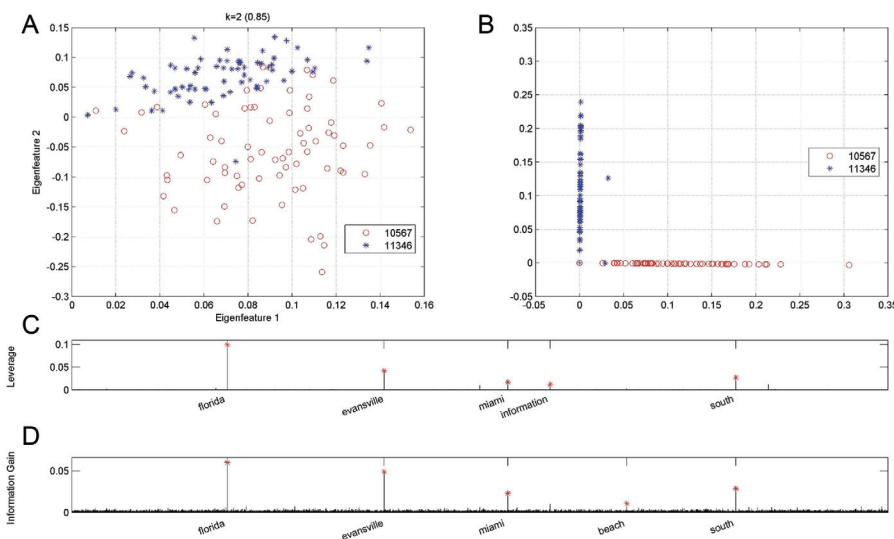 A
k=2 (0.85)
0.15
0.1
0.05
0
-0.05
-0.1
-0.15
-0.2
-0.25
-0.3
Eigenfeature 2
10567
11346
0 0.02 0.04 0.06 0.08 0.1 0.12 0.14 0.16
Eigenfeature 1
B
0.35
0.3
0.25
0.2
0.15
0.1
0.05
0
-0.05
10567
11346
-0.05 0 0.05 0.1 0.15 0.2 0.25 0.3 0.35
C
Leverage
0.1
0.05
0
florida evansville miami information south
D
Information Gain
0.05
0
florida evansville miami beach south